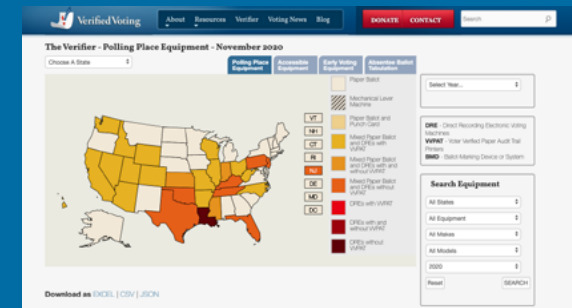 VerifiedVoting
About Resources Verifier Voting News Blog
DONATE CONTACT
Search
The Verifier - Polling Place Equipment - November 2020
Choose A State
Polling Place Equipment
Accessible Equipment
Early Voting Equipment
Absentee Ballot Tabulation
Paper Ballot
Mechanical Lever
Machine
Paper Ballot and
Punch Card
Mixed Paper Ballot
and DREs with
VVPAT
Mixed Paper Ballot
and DREs with and
without VVPAT
Mixed Paper Ballot
and DREs without
VVPAT
DREs with VVPAT
DREs with and
without VVPAT
DREs without
VVPAT
VT
NH
CT
RI
NJ
DE
MD
DC
Select Year...
DRE - Direct Recording Electronic Voting
Machines
VVPAT - Voter Verified Paper Audit Trail
Printers
BMD - Ballot Marking Device or System
Search Equipment
All States
All Equipment
All Makes
All Models
2020
Reset SEARCH
Download as EXCEL | CSV | JSON